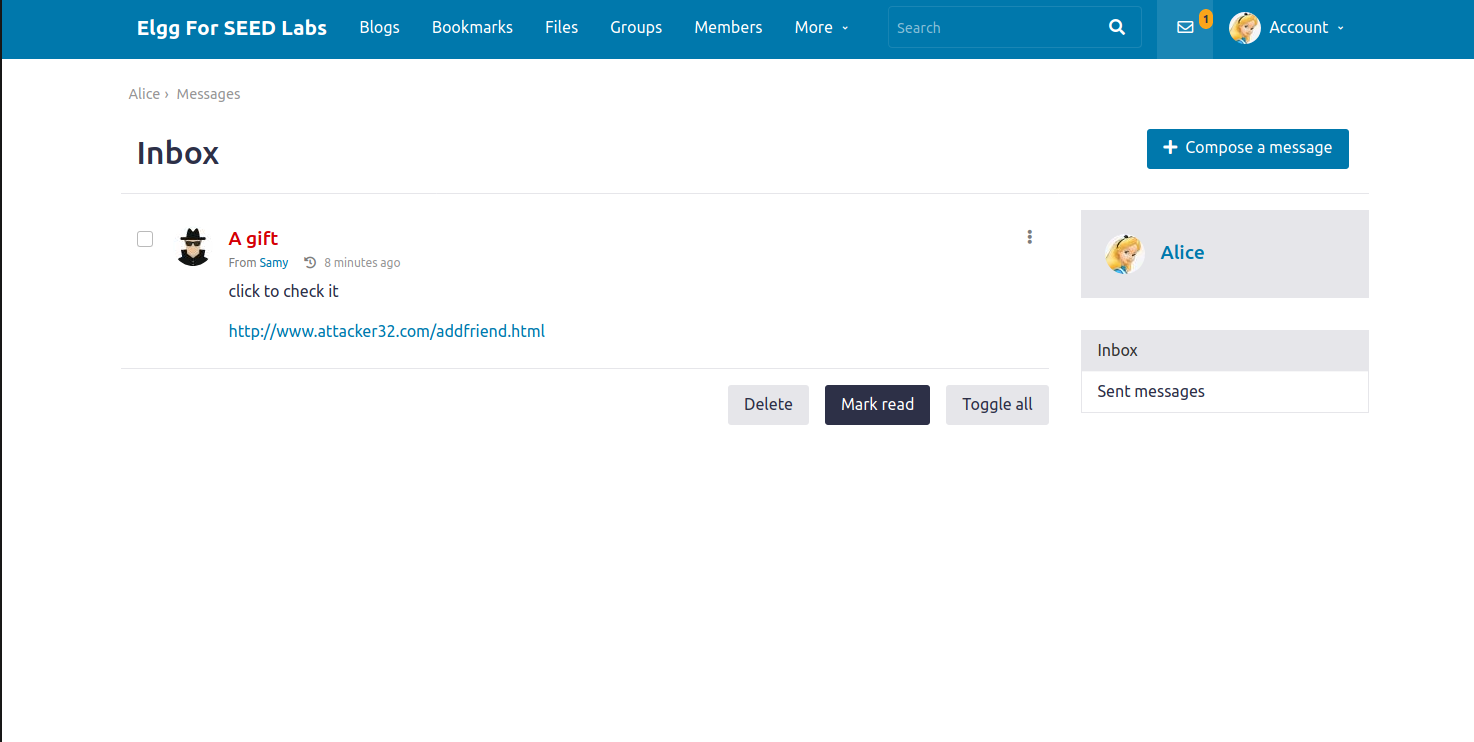 Elgg For SEED Labs Blogs Bookmarks Files Groups Members More Search 1 Account
Alice › Messages
Inbox
+ Compose a message
A gift
From Samy 8 minutes ago
click to check it
http://www.attacker32.com/addfriend.html
Delete Mark read Toggle all
Alice
Inbox
Sent messages